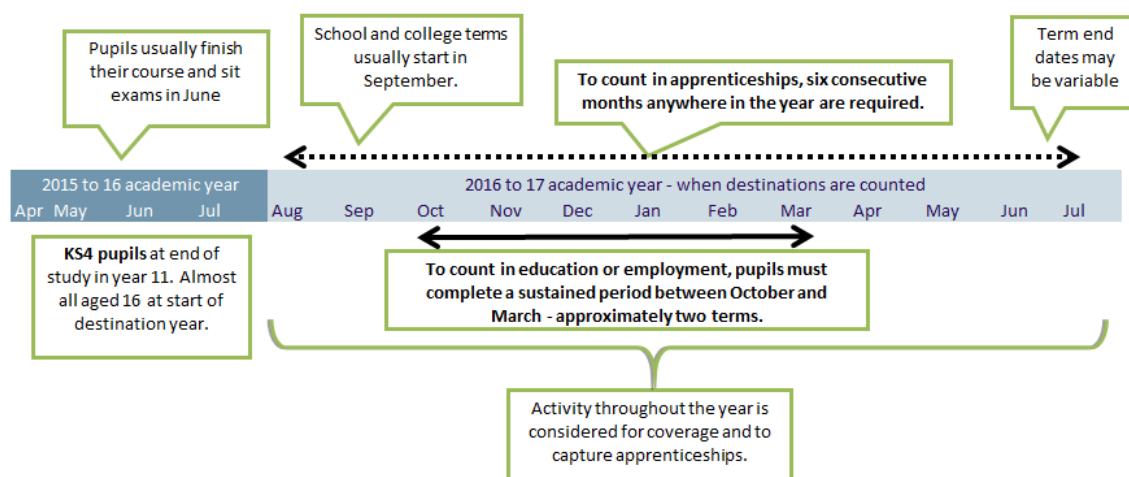 Pupils usually finish
their course and sit
exams in June
School and college terms
usually start in
September.
To count in apprenticeships, six consecutive
months anywhere in the year are required.
Term end
dates may
be variable
2015 to 16 academic year
2016 to 17 academic year - when destinations are counted
Apr May Jun Jul Aug Sep Oct Nov Dec Jan Feb Mar Apr May Jun Jul
KS4 pupils at end of
study in year 11. Almost
all aged 16 at start of
destination year.
To count in education or employment, pupils must
complete a sustained period between October and
March - approximately two terms.
Activity throughout the year is
considered for coverage and to
capture apprenticeships.